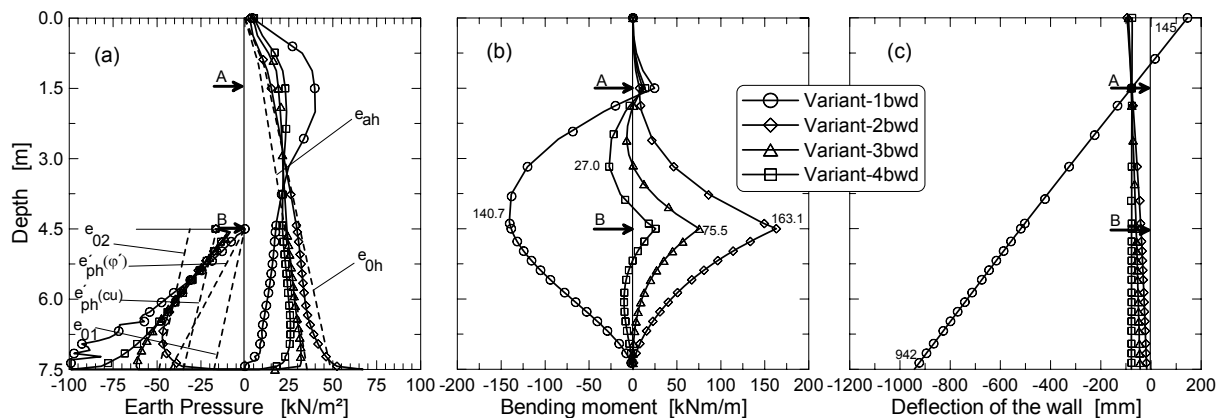 (a)
(b)
(c)
0.0
1.5
3.0
4.5
6.0
7.5
Depth [m]
A
B
e_ah
e_02
e´_ph(φ´)
e´_ph(cu)
e_01
e_0h
-100 -75 -50 -25 0 25 50 75 100
Earth Pressure [kN/m²]
A
B
27.0
140.7
163.1
75.5
-200 -150 -100 -50 0 50 100 150 200
Bending moment [kNm/m]
Variant-1bwd
Variant-2bwd
Variant-3bwd
Variant-4bwd
145
A
B
942
-1200 -1000 -800 -600 -400 -200 0 200
Deflection of the wall [mm]